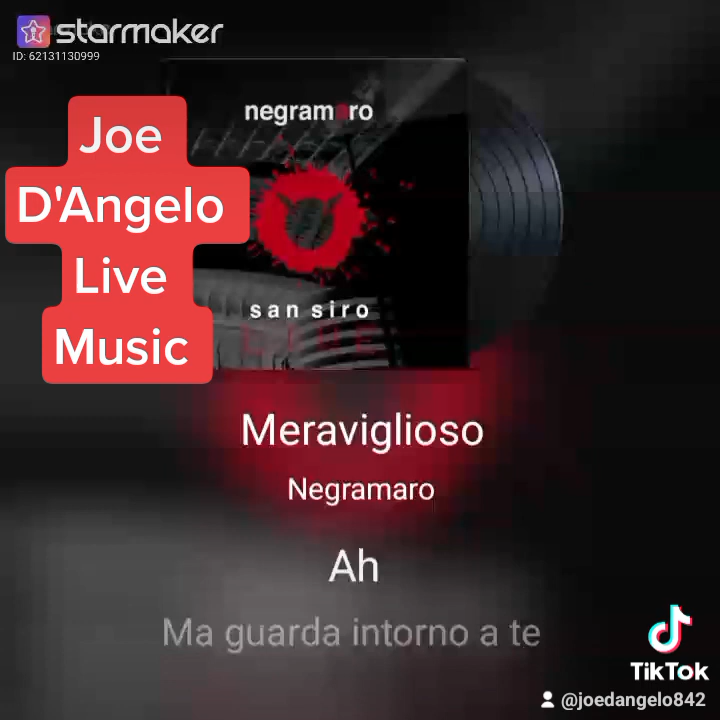 starmaker
ID: 62131130999
negramaro
Joe
D'Angelo
Live
Music
san siro
LIVE
Meraviglioso
Negramaro
Ah
Ma guarda intorno a te
TikTok
@joedangelo842